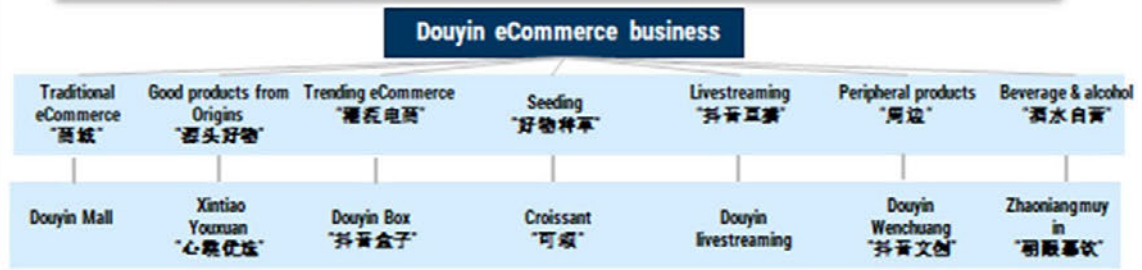 Douyin eCommerce business
Traditional
eCommerce
"商城"
Good products from
Origins
"源头好物"
Trending eCommerce
"潮流电商"
Seeding
"好物种草"
Livestreaming
"抖音直播"
Peripheral products
"周边"
Beverage & alcohol
"酒水自营"
Douyin Mall
Xintiao
Youxuan
"心跳优选"
Douyin Box
"抖音盒子"
Croissant
"可颂"
Douyin
livestreaming
Douyin
Wenchuang
"抖音文创"
Zhaoniangmuy
in
"朝酿暮饮"